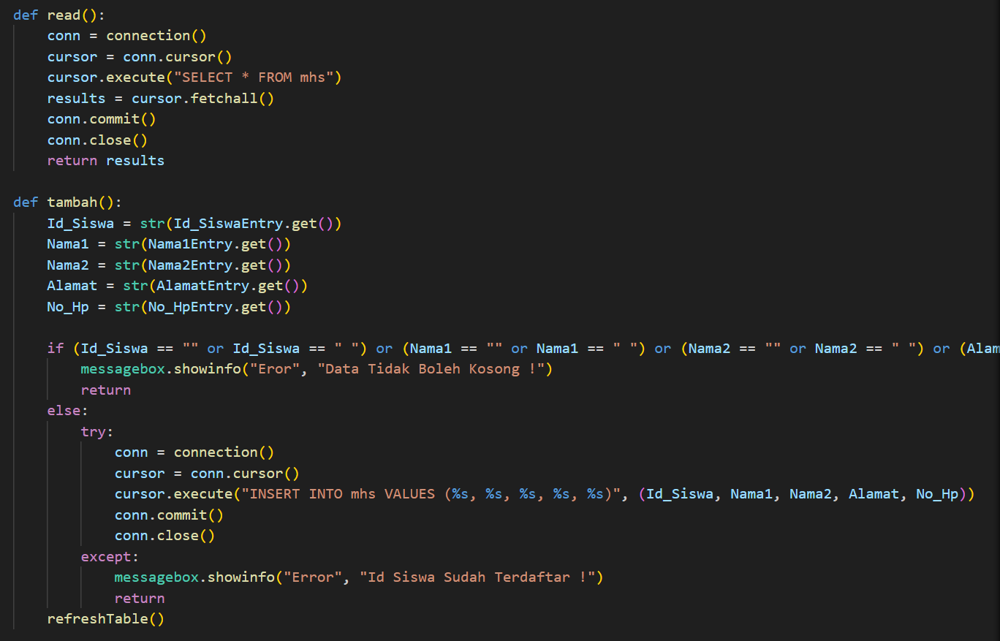 def read():
    conn = connection()
    cursor = conn.cursor()
    cursor.execute("SELECT * FROM mhs")
    results = cursor.fetchall()
    conn.commit()
    conn.close()
    return results

def tambah():
    Id_Siswa = str(Id_SiswaEntry.get())
    Nama1 = str(Nama1Entry.get())
    Nama2 = str(Nama2Entry.get())
    Alamat = str(AlamatEntry.get())
    No_Hp = str(No_HpEntry.get())

    if (Id_Siswa == "" or Id_Siswa == " ") or (Nama1 == "" or Nama1 == " ") or (Nama2 == "" or Nama2 == " ") or (Alam
        messagebox.showinfo("Eror", "Data Tidak Boleh Kosong !")
        return
    else:
        try:
            conn = connection()
            cursor = conn.cursor()
            cursor.execute("INSERT INTO mhs VALUES (%s, %s, %s, %s, %s)", (Id_Siswa, Nama1, Nama2, Alamat, No_Hp))
            conn.commit()
            conn.close()
        except:
            messagebox.showinfo("Error", "Id Siswa Sudah Terdaftar !")
            return
    refreshTable()